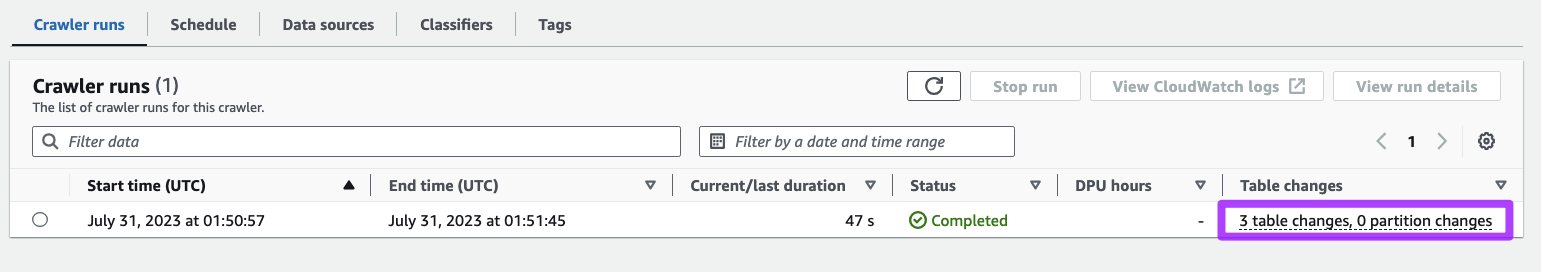 Crawler runs Schedule Data sources Classifiers Tags
Crawler runs (1)
Stop run View CloudWatch logs View run details
The list of crawler runs for this crawler.
Filter data Filter by a date and time range 1
Start time (UTC) End time (UTC) Current/last duration Status DPU hours Table changes
July 31, 2023 at 01:50:57 July 31, 2023 at 01:51:45 47 s Completed - 3 table changes, 0 partition changes